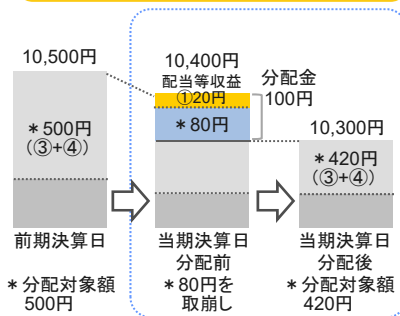 10,500円
＊500円
（③+④）
前期決算日
＊分配対象額
500円
10,400円
配当等収益
①20円
＊80円
分配金
100円
当期決算日
分配前
＊80円を
取崩し
10,300円
＊420円
（③+④）
当期決算日
分配後
＊分配対象額
420円